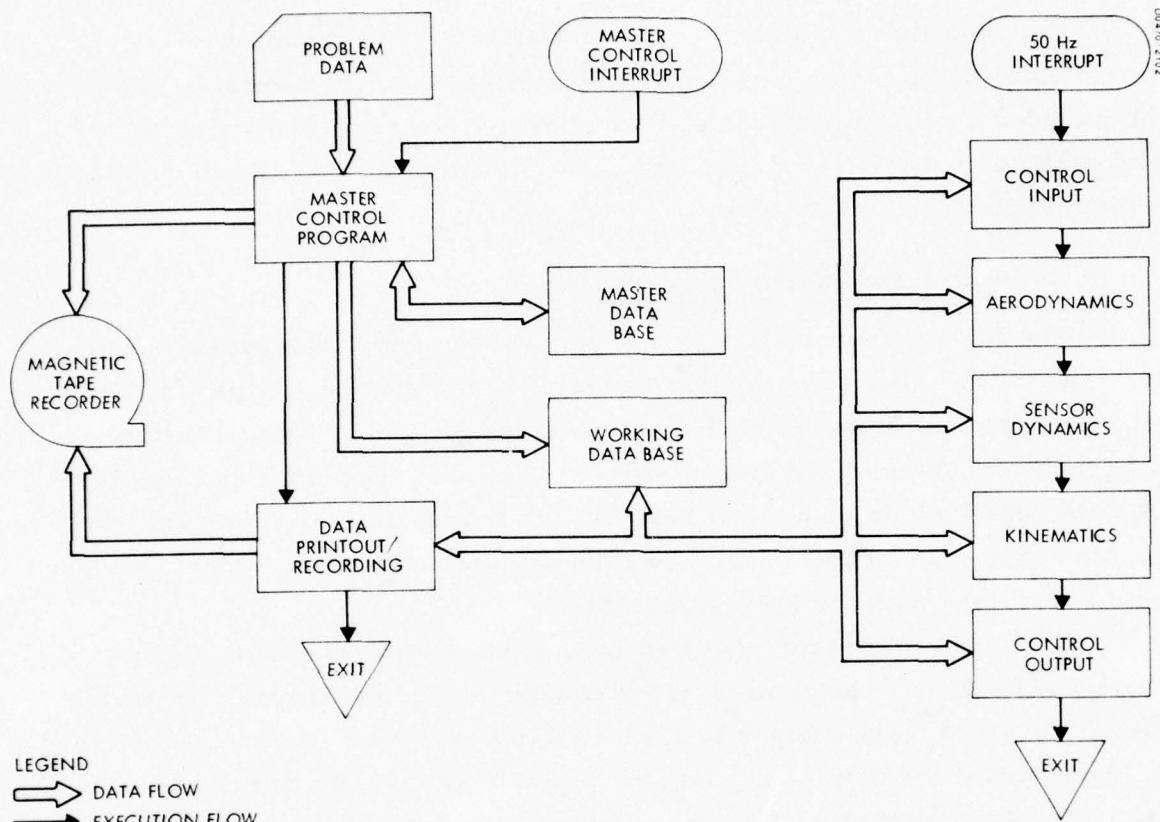 PROBLEM
DATA
MASTER
CONTROL
INTERRUPT
50 Hz
INTERRUPT
MASTER
CONTROL
PROGRAM
CONTROL
INPUT
MASTER
DATA
BASE
AERODYNAMICS
MAGNETIC
TAPE
RECORDER
WORKING
DATA BASE
SENSOR
DYNAMICS
DATA
PRINTOUT/
RECORDING
KINEMATICS
EXIT
CONTROL
OUTPUT
EXIT
LEGEND
DATA FLOW
EXECUTION FLOW